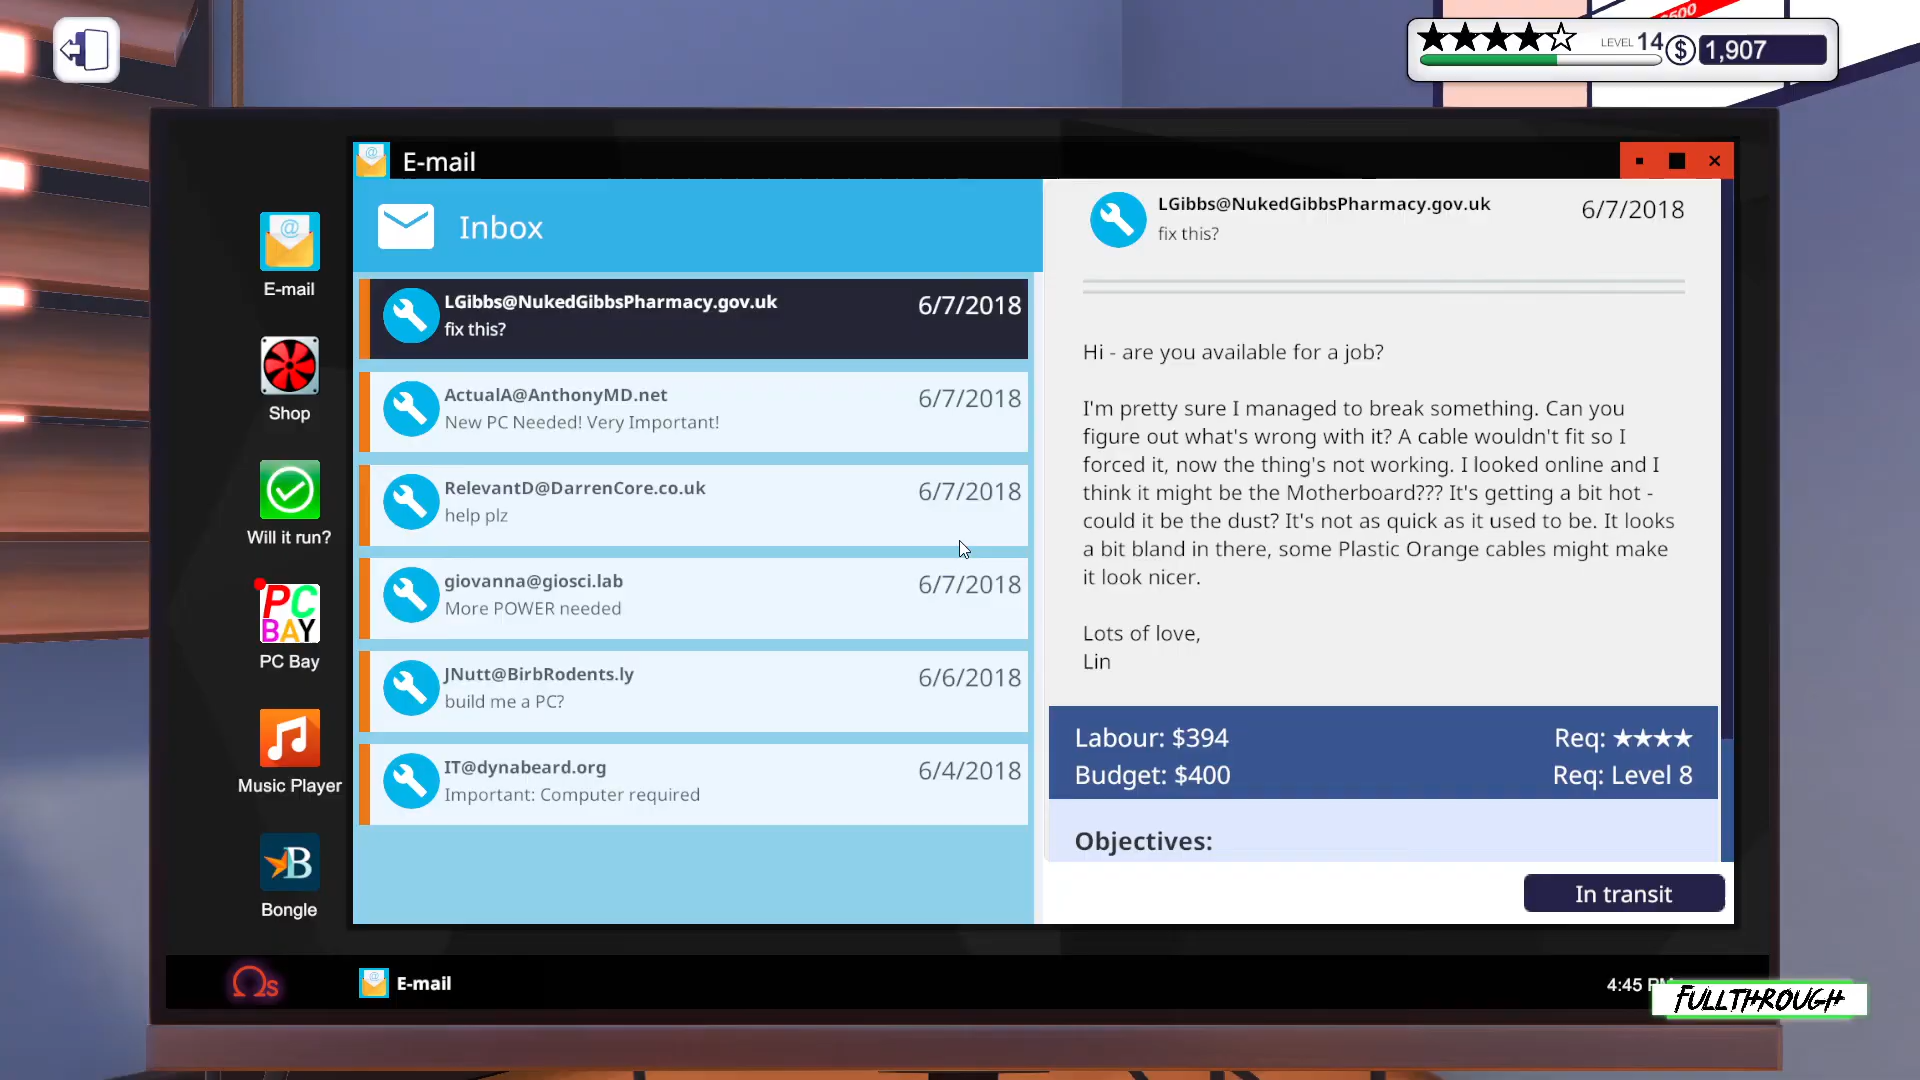 $500
LEVEL 14 $ 1,907
@ E-mail
Inbox
LGibbs@NukedGibbsPharmacy.gov.uk 6/7/2018
fix this?
ActualA@AnthonyMD.net 6/7/2018
New PC Needed! Very Important!
RelevantD@DarrenCore.co.uk 6/7/2018
help plz
giovanna@giosci.lab 6/7/2018
More POWER needed
JNutt@BirbRodents.ly 6/6/2018
build me a PC?
IT@dynabeard.org 6/4/2018
Important: Computer required
LGibbs@NukedGibbsPharmacy.gov.uk 6/7/2018
fix this?
Hi - are you available for a job?
I'm pretty sure I managed to break something. Can you
figure out what's wrong with it? A cable wouldn't fit so I
forced it, now the thing's not working. I looked online and I
think it might be the Motherboard??? It's getting a bit hot -
could it be the dust? It's not as quick as it used to be. It looks
a bit bland in there, some Plastic Orange cables might make
it look nicer.
Lots of love,
Lin
Labour: $394 Req: ★★★★
Budget: $400 Req: Level 8
Objectives:
In transit
@
E-mail
Shop
Will it run?
PC
BAY
PC Bay
Music Player
B
Bongle
Ωs
E-mail
4:45 PM
FULLTHROUGH